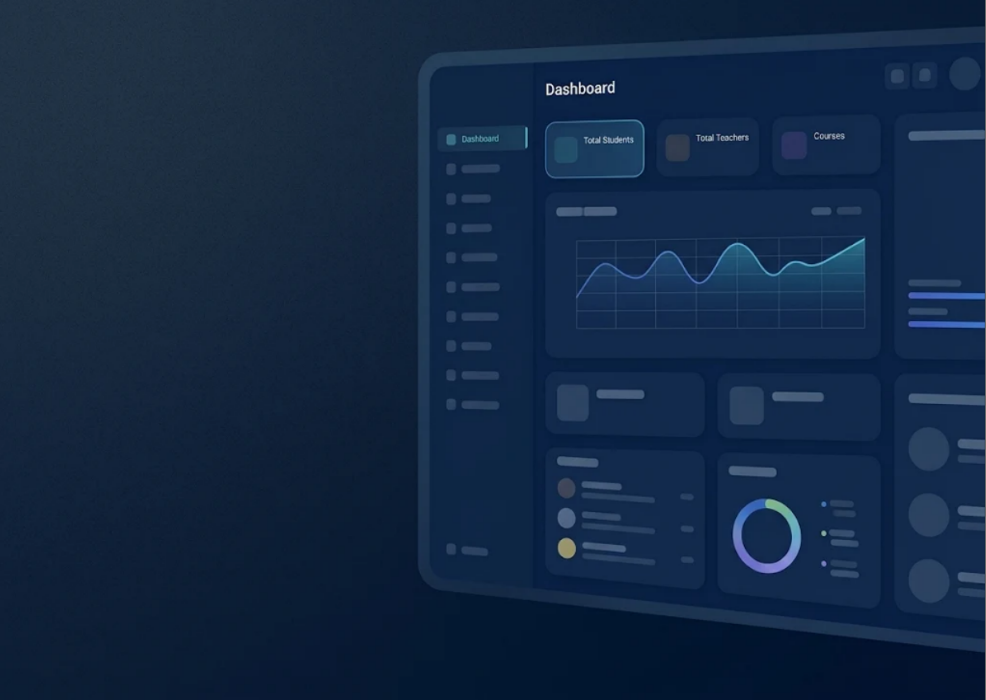 Dashboard
Dashboard
Total Students
Total Teachers
Courses